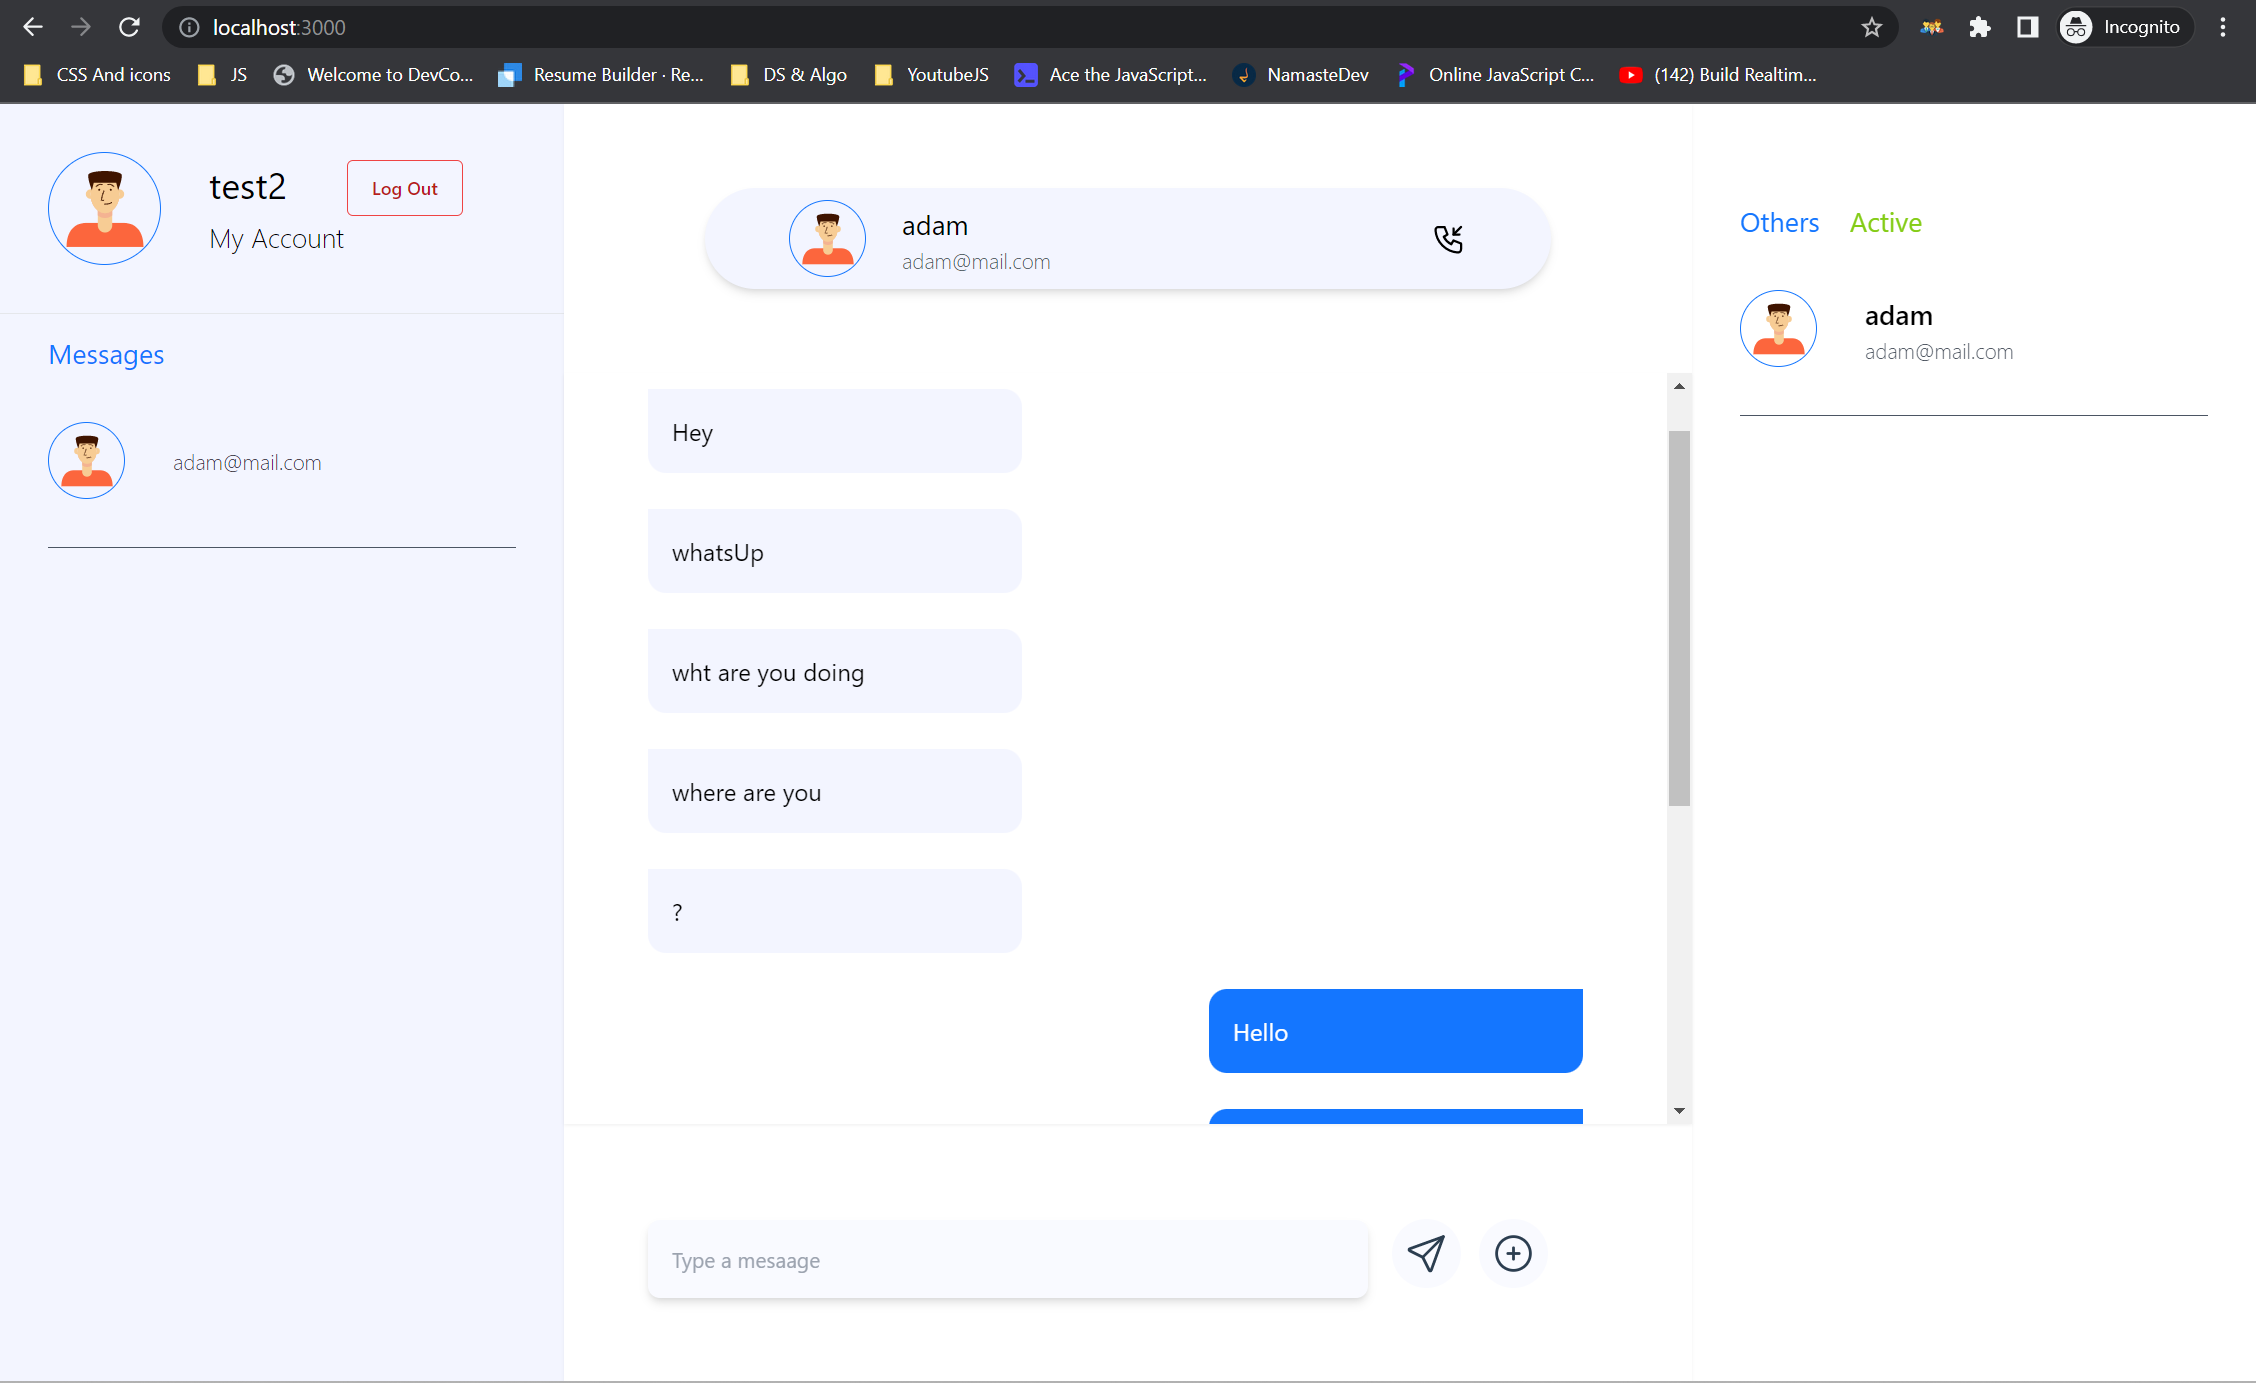 localhost:3000
Incognito
CSS And icons
JS
Welcome to DevCo...
Resume Builder · Re...
DS & Algo
YoutubeJS
Ace the JavaScript...
NamasteDev
Online JavaScript C...
(142) Build Realtim...
test2
Log Out
My Account
Messages
adam@mail.com
adam
adam@mail.com
Hey
whatsUp
wht are you doing
where are you
?
Hello
Type a mesaage
Others Active
adam
adam@mail.com